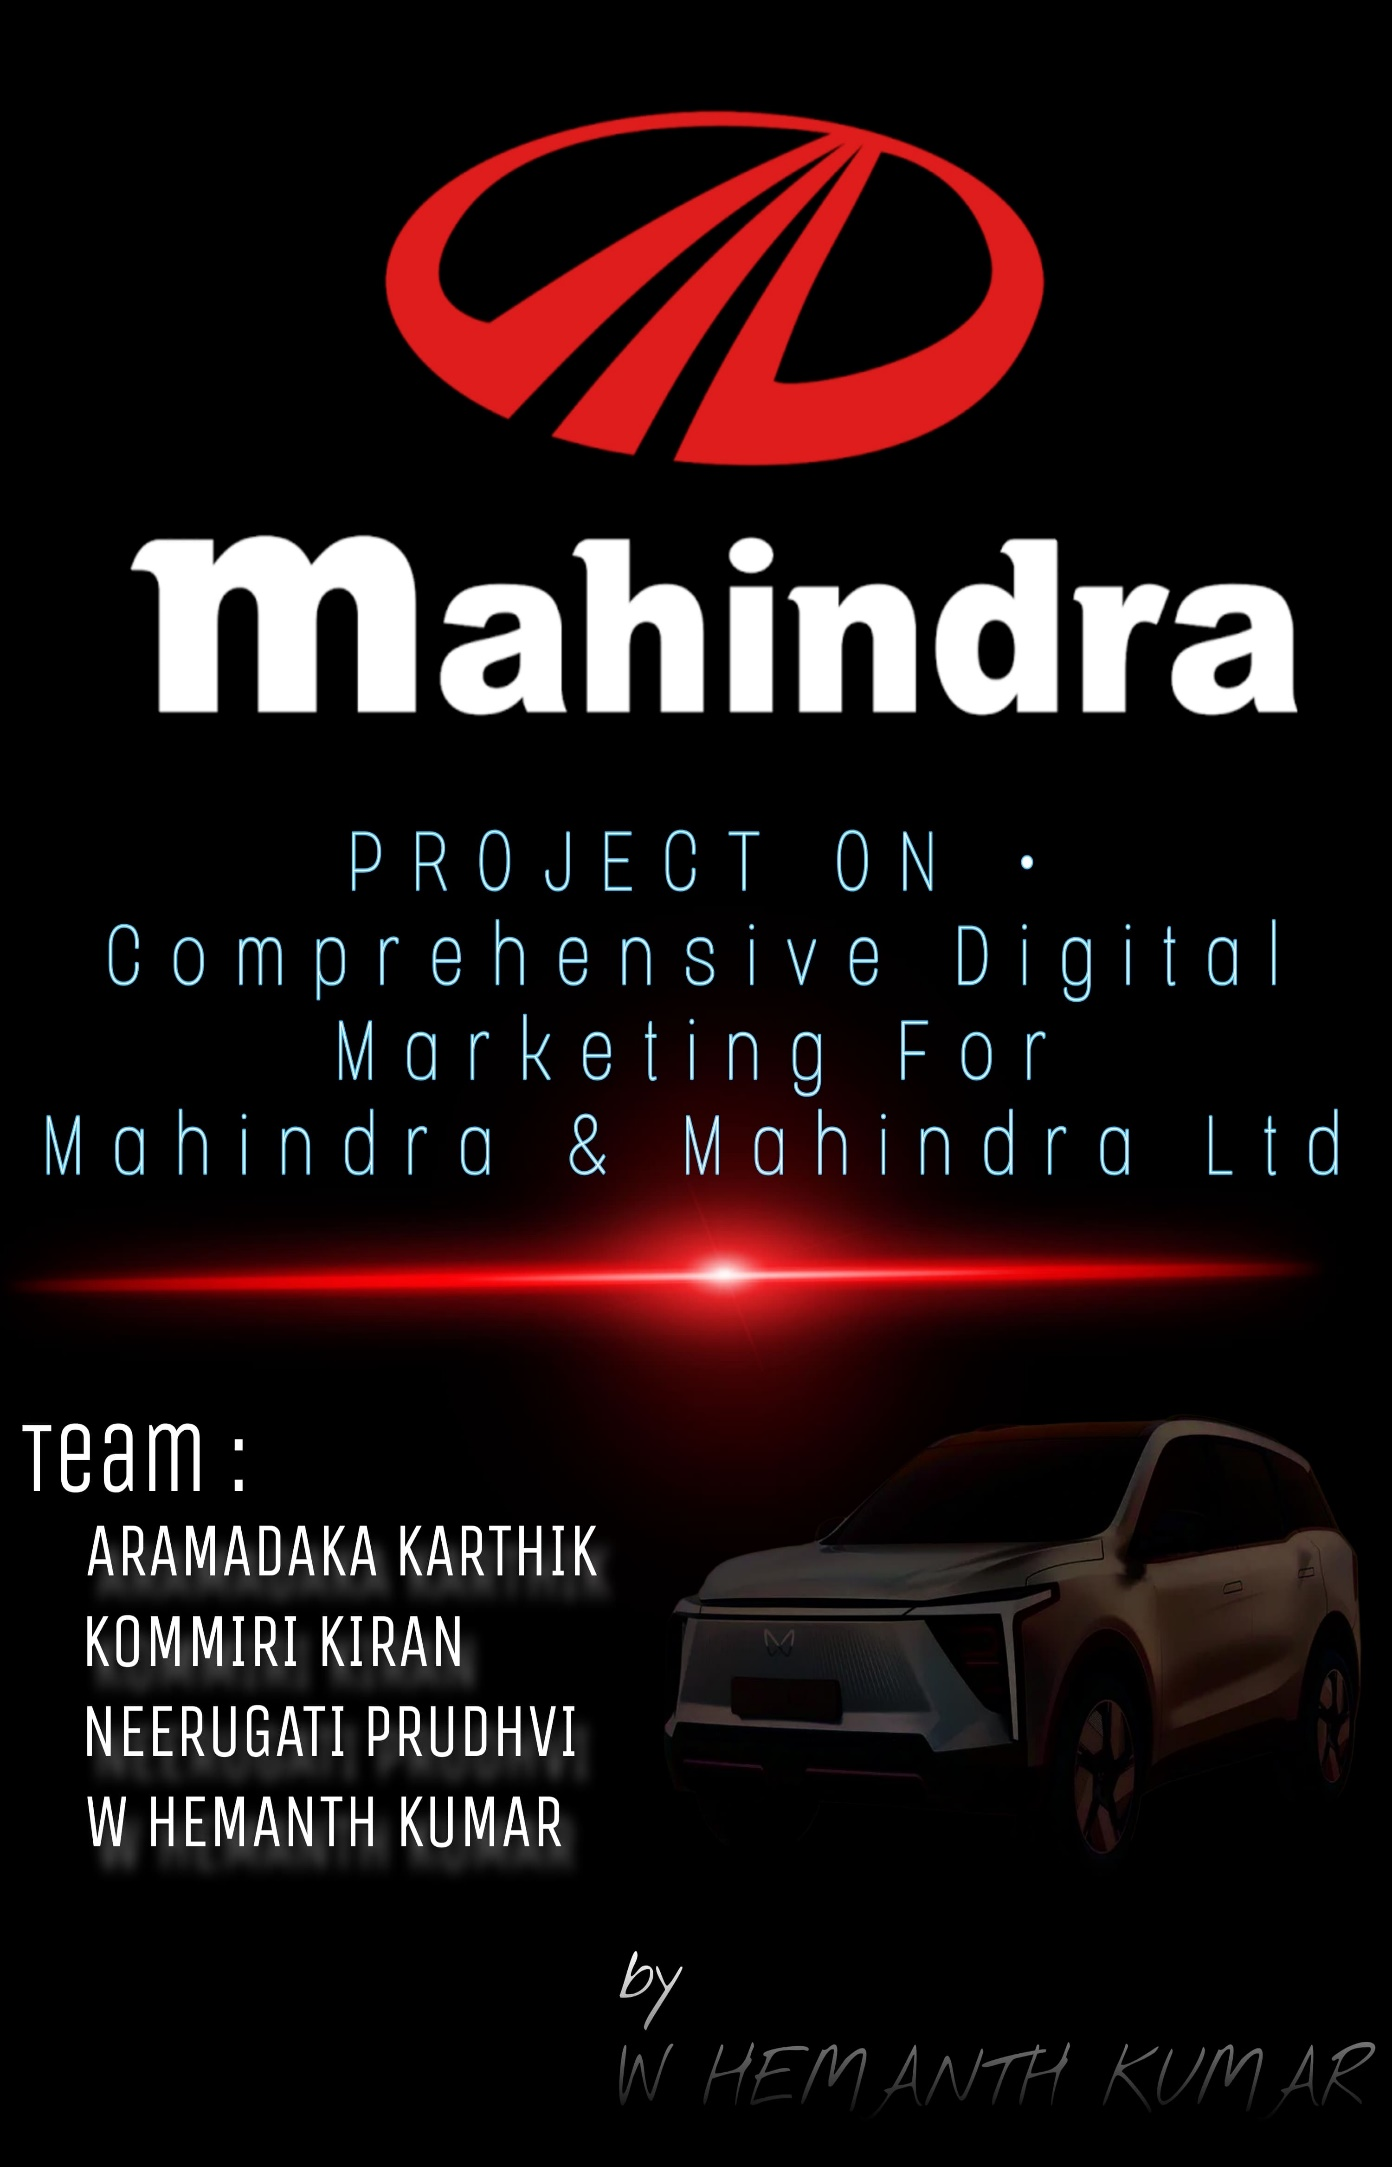 mahindra
PROJECT ON •
Comprehensive Digital
Marketing For
Mahindra & Mahindra Ltd
Team :
ARAMADAKA KARTHIK
KOMMIRI KIRAN
NEERUGATI PRUDHVI
W HEMANTH KUMAR
by
W HEMANTH KUMAR